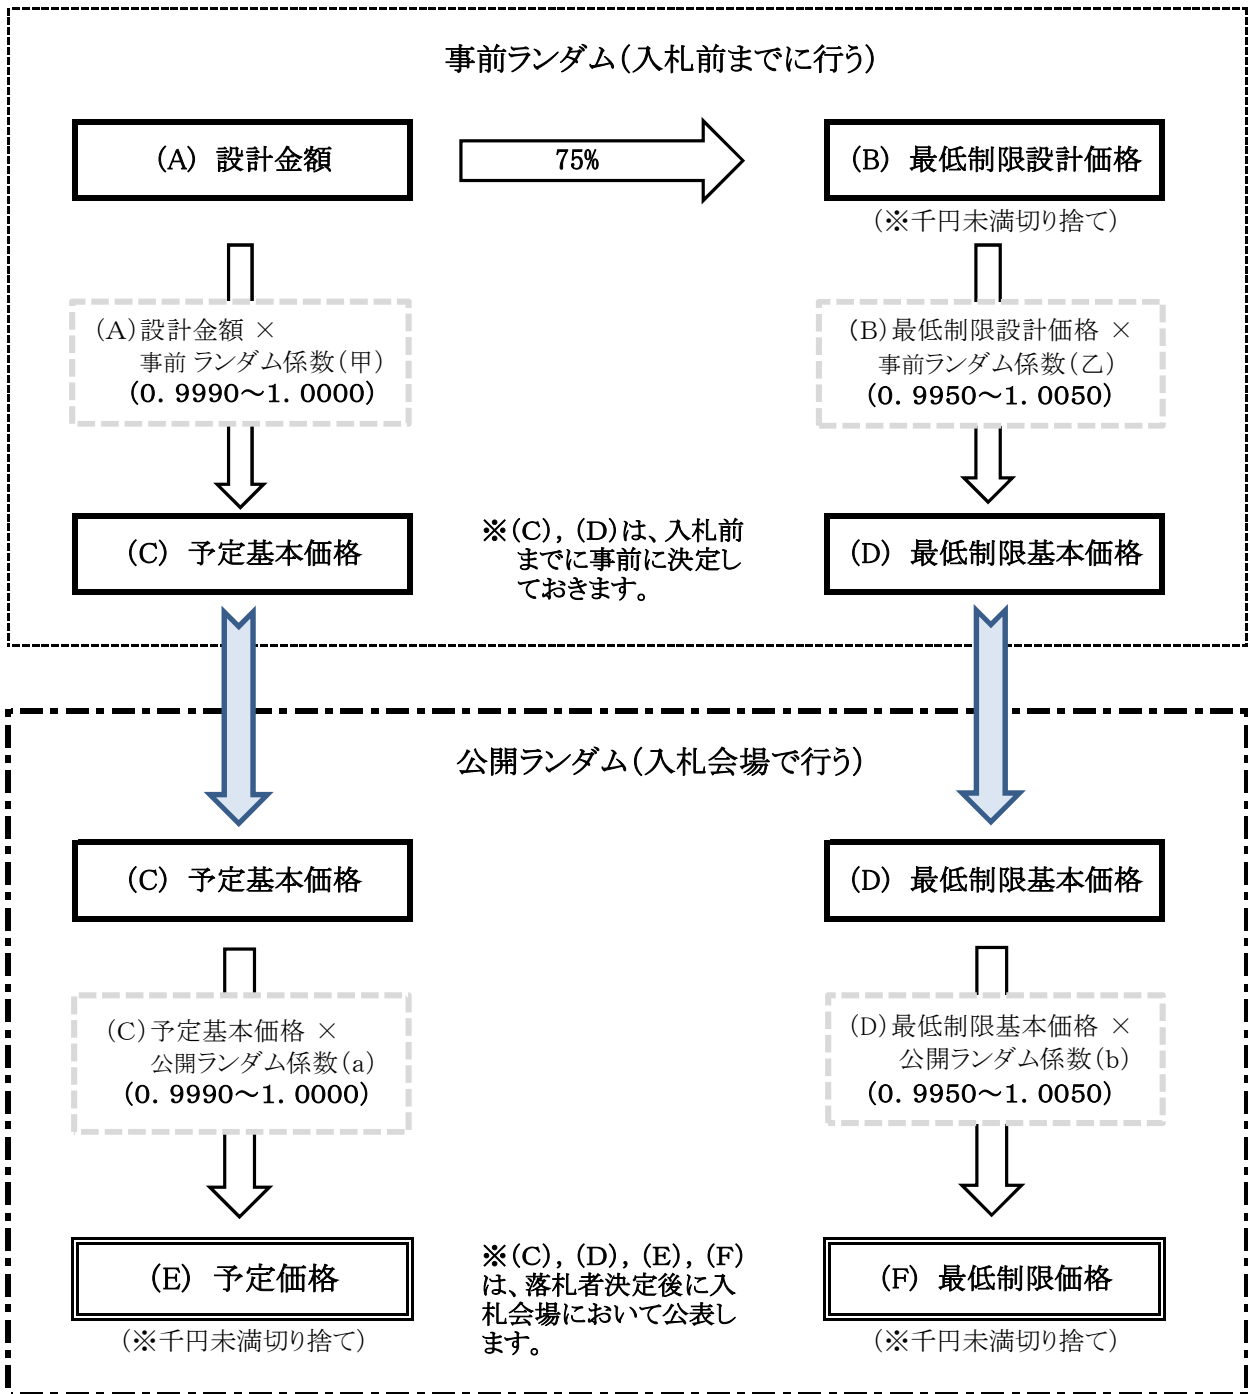 事前ランダム（入札前までに行う）
（A） 設計金額
75%
（B） 最低制限設計価格
（※千円未満切り捨て）
（A）設計金額 ×
事前 ランダム係数（甲）
（０．９９９０～１．００００）
（B）最低制限設計価格 ×
事前ランダム係数（乙）
（０．９９５０～１．００５０）
（C） 予定基本価格
※（C），（D）は、入札前
までに事前に決定し
ておきます。
（D） 最低制限基本価格
公開ランダム（入札会場で行う）
（C） 予定基本価格
（D） 最低制限基本価格
（C）予定基本価格 ×
公開ランダム係数（a）
（０．９９９０～１．００００）
（D）最低制限基本価格 ×
公開ランダム係数（b）
（０．９９５０～１．００５０）
（E） 予定価格
（※千円未満切り捨て）
※（C），（D），（E），（F）
は、落札者決定後に入
札会場において公表し
ます。
（F） 最低制限価格
（※千円未満切り捨て）